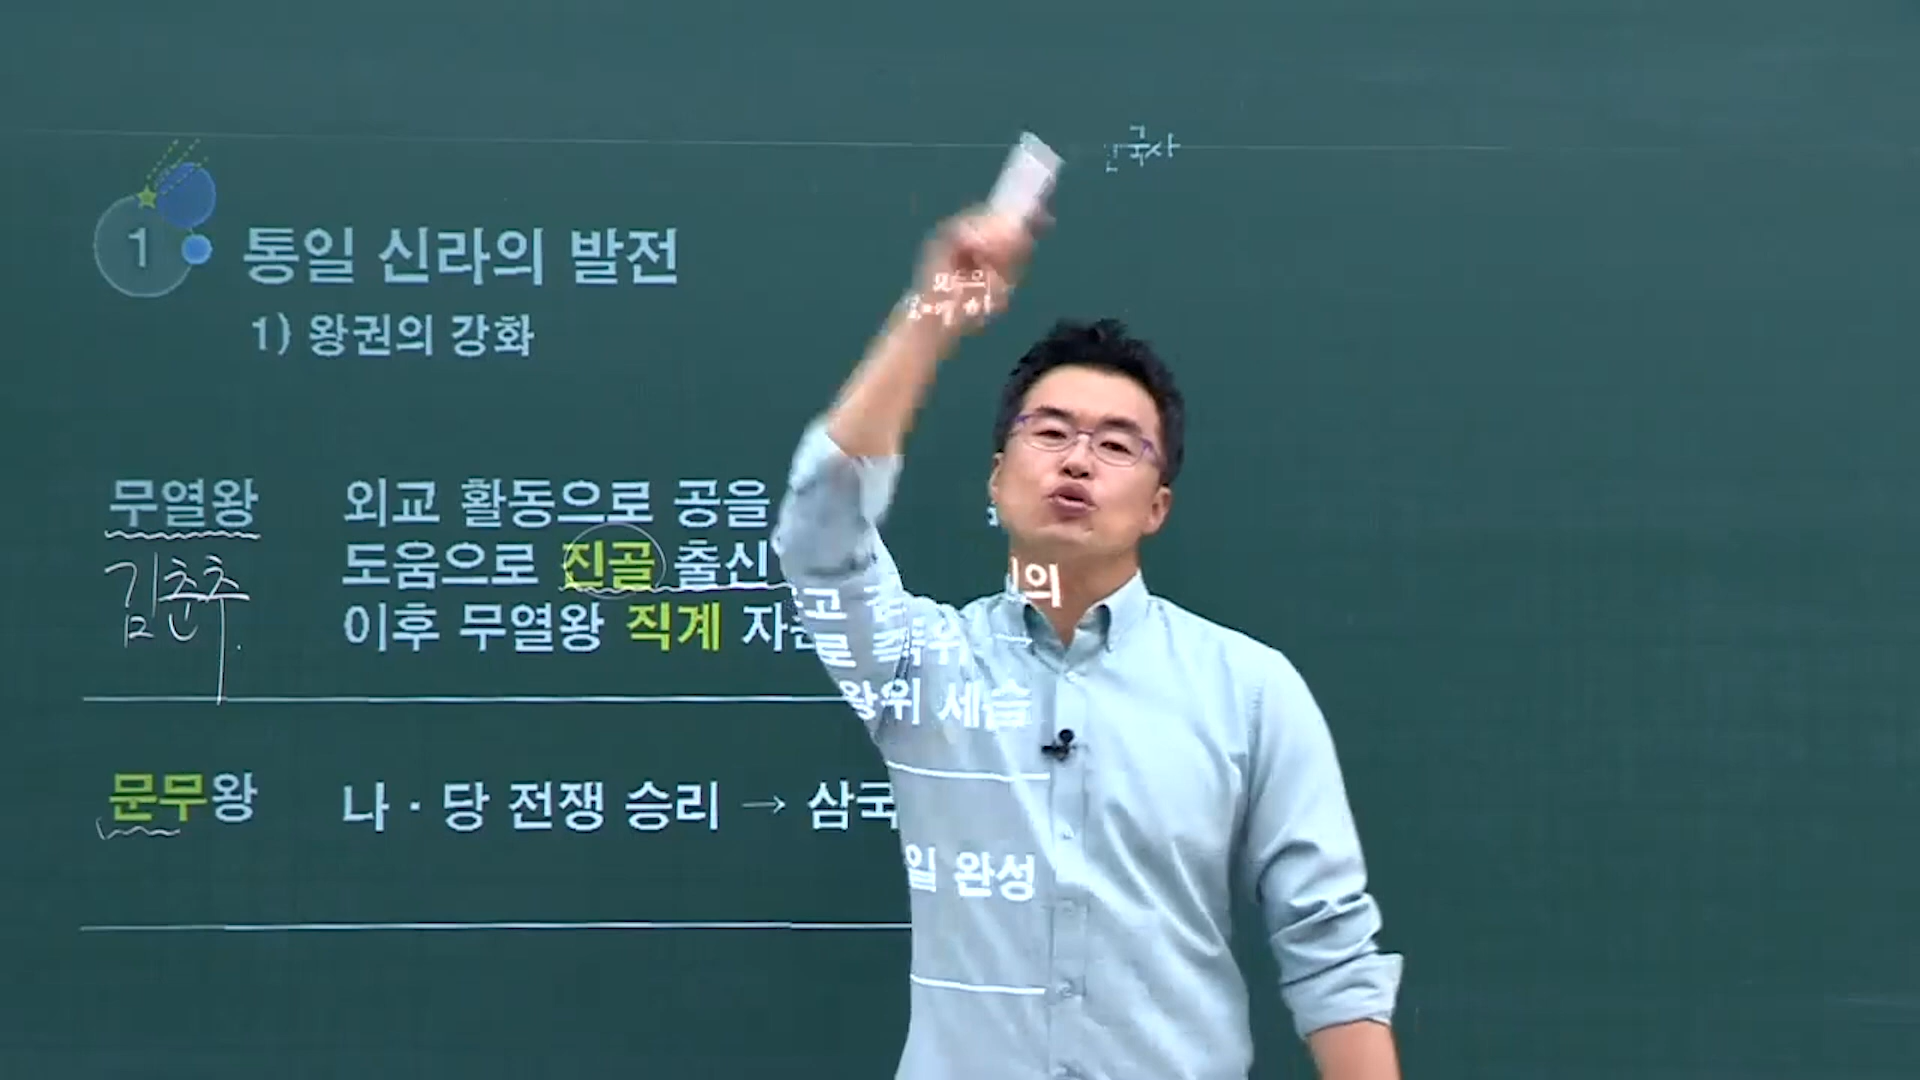 1 통일 신라의 발전
1) 왕권의 강화
무열왕 외교 활동으로 공을
김춘추 도움으로 진골 출신
이후 무열왕 직계 왕위 세습
문무왕 나·당 전쟁 승리 → 삼국
일 완성